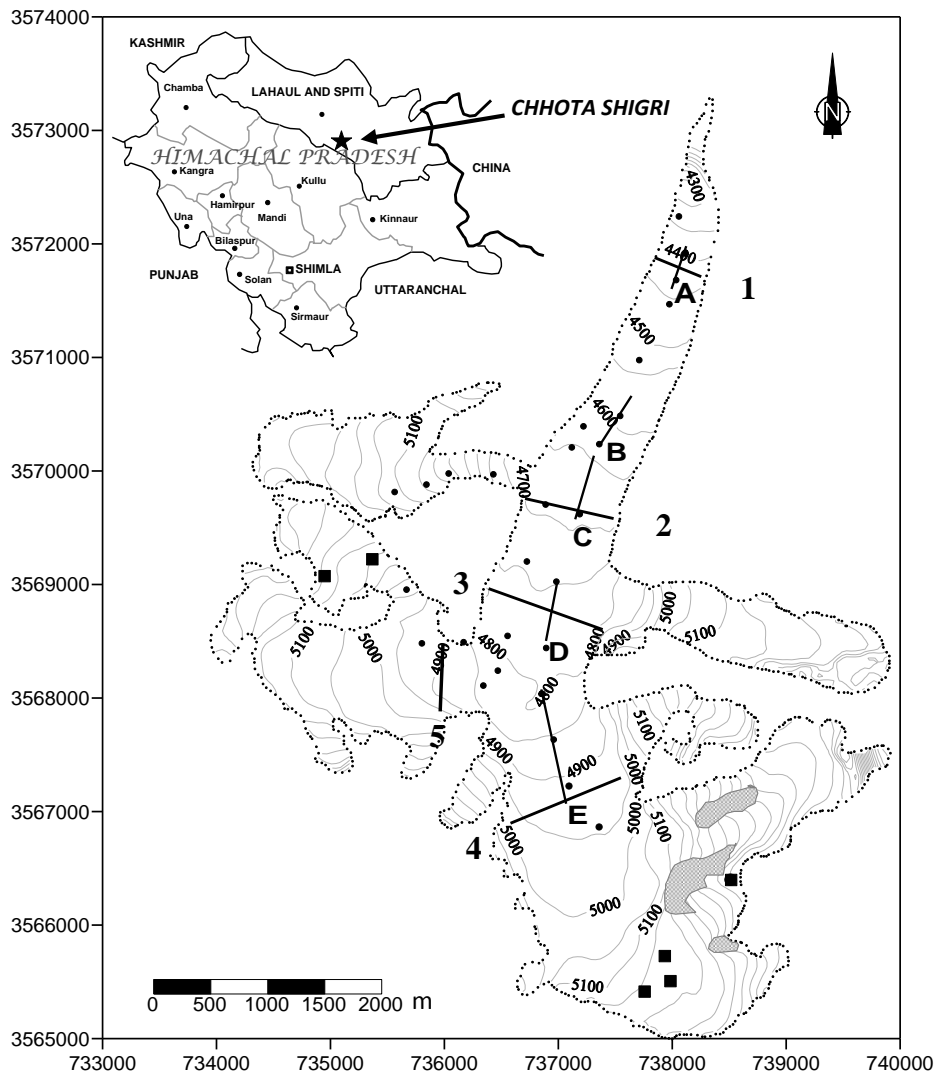 3574000
3573000
3572000
3571000
3570000
3569000
3568000
3567000
3566000
3565000
733000
734000
735000
736000
737000
738000
739000
740000
KASHMIR
Chamba
LAHAUL AND SPITI
CHHOTA SHIGRI
N
HIMACHAL PRADESH
CHINA
Kangra
Kullu
Hamirpur
Mandi
Una
Kinnaur
Bilaspur
SHIMLA
PUNJAB
Solan
UTTARANCHAL
Sirmaur
4300
4400
A
1
4500
4600
B
5100
4700
C
2
3
5000
5100
4800
4900
D
5100
5000
4900
4800
4800
5
4900
4900
5100
5000
5000
5100
E
4
5000
5000
5100
5100
0
500
1000
1500
2000
m